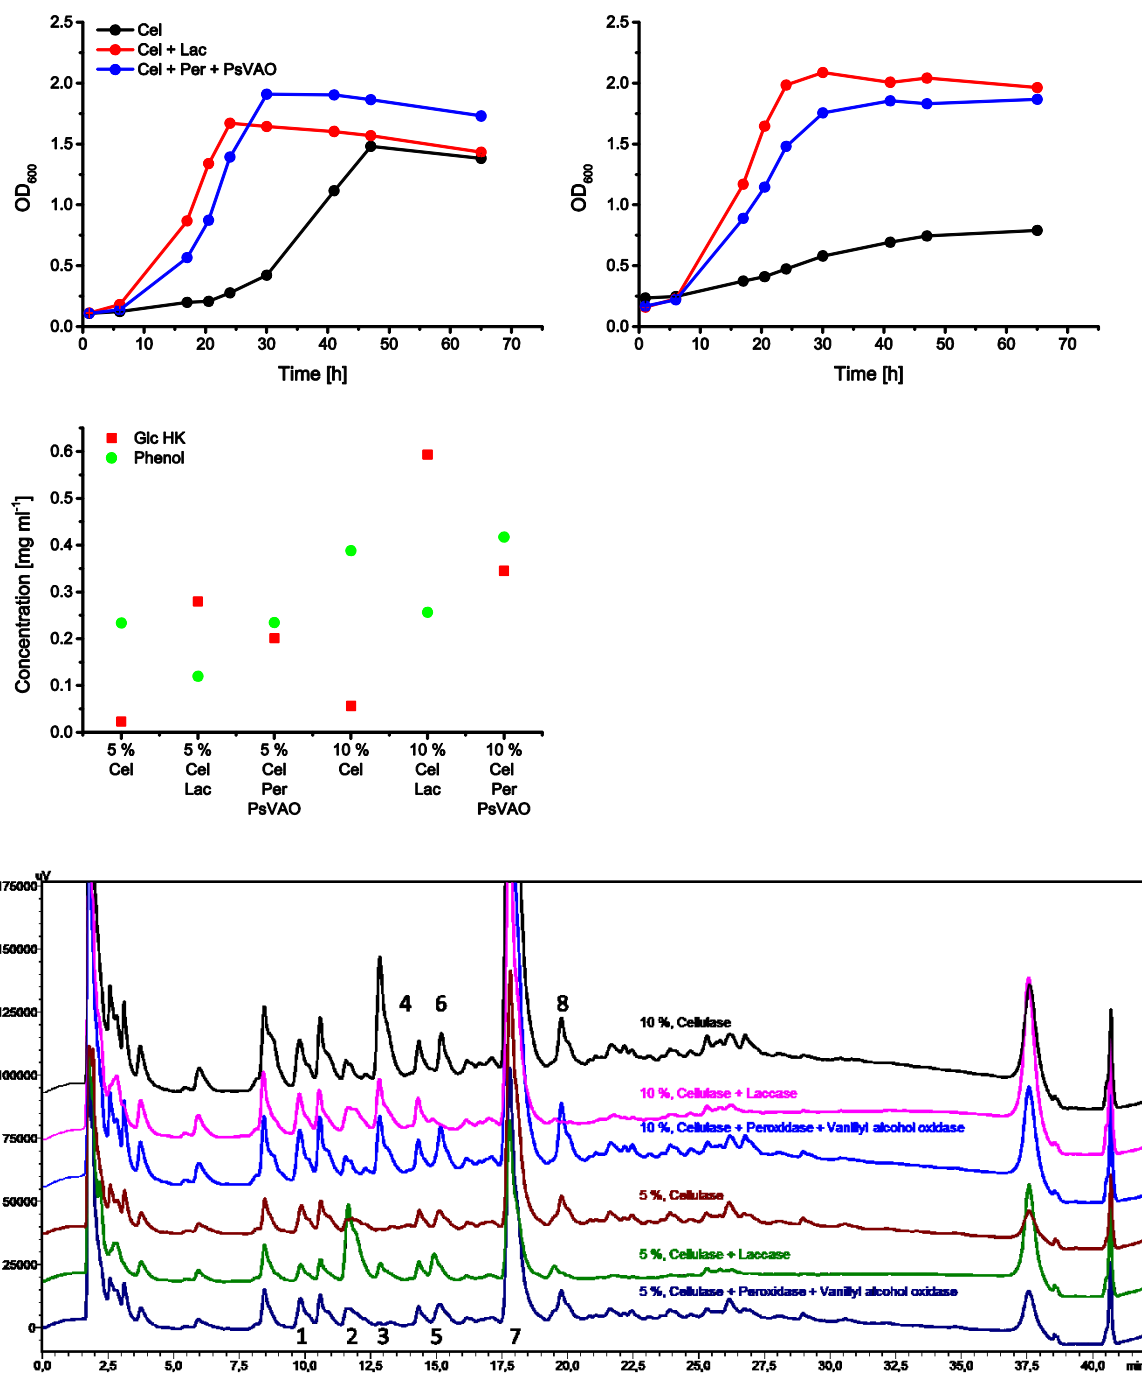 2.5
2.0
1.5
1.0
0.5
0.0
OD600
Cel
Cel + Lac
Cel + Per + PsVAO
0 10 20 30 40 50 60 70
Time [h]
2.5
2.0
1.5
1.0
0.5
0.0
OD600
0 10 20 30 40 50 60 70
Time [h]
Glc HK
Phenol
0.6
0.5
0.4
0.3
0.2
0.1
0.0
Concentration [mg ml-1]
5 % 5 % 5 % 10 % 10 % 10 %
Cel Cel Cel Cel Cel Cel
Lac Per Lac Per
PsVAO PsVAO
uV
175000
150000
125000
100000
75000
50000
25000
0
4 6 8
10 %, Cellulase
10 %, Cellulase + Laccase
10 %, Cellulase + Peroxidase + Vanillyl alcohol oxidase
5 %, Cellulase
5 %, Cellulase + Laccase
5 %, Cellulase + Peroxidase + Vanillyl alcohol oxidase
1 2 3 5 7
0,0 2,5 5,0 7,5 10,0 12,5 15,0 17,5 20,0 22,5 25,0 27,5 30,0 32,5 35,0 37,5 40,0 min